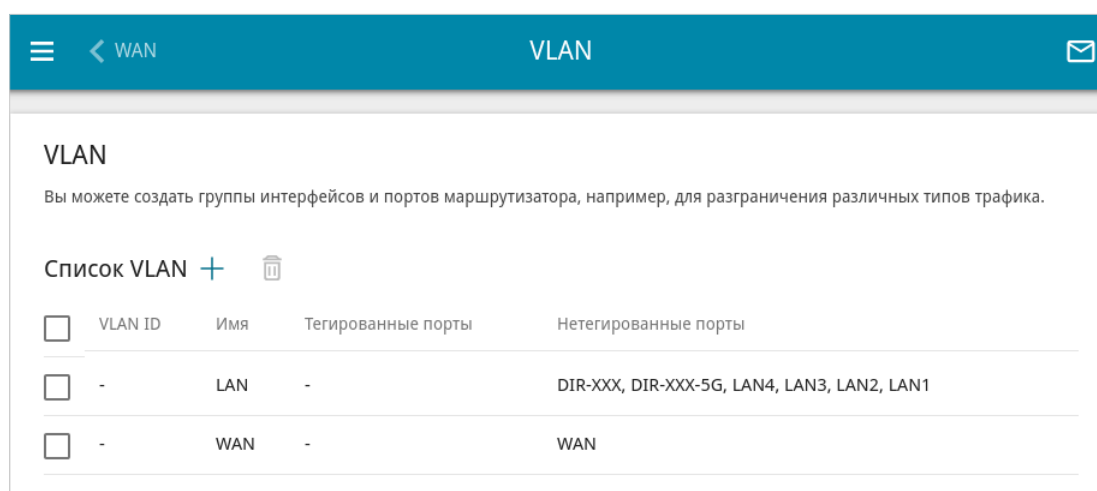 WAN VLAN
VLAN
Вы можете создать группы интерфейсов и портов маршрутизатора, например, для разграничения различных типов трафика.
Список VLAN
VLAN ID Имя Тегированные порты Нетегированные порты
- LAN - DIR-XXX, DIR-XXX-5G, LAN4, LAN3, LAN2, LAN1
- WAN - WAN